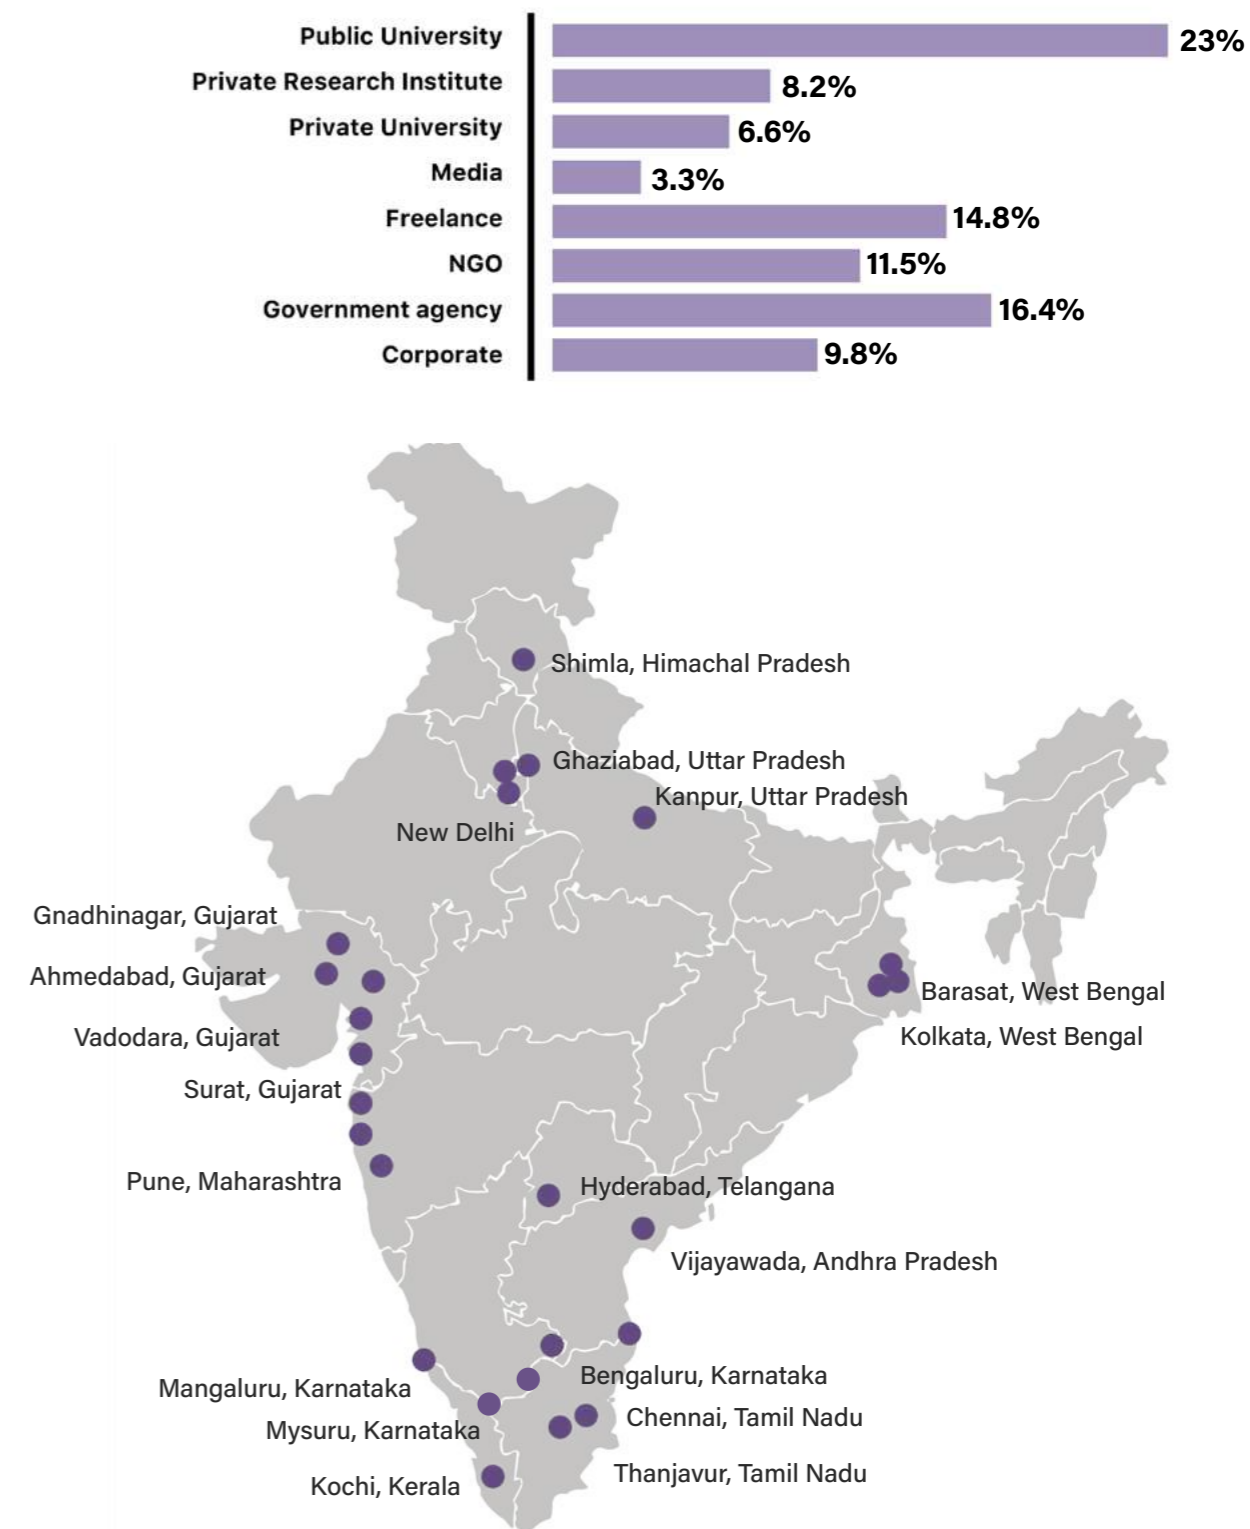 Public University 23%
Private Research Institute 8.2%
Private University 6.6%
Media 3.3%
Freelance 14.8%
NGO 11.5%
Government agency 16.4%
Corporate 9.8%
Shimla, Himachal Pradesh
Ghaziabad, Uttar Pradesh
Kanpur, Uttar Pradesh
New Delhi
Gnadhinagar, Gujarat
Ahmedabad, Gujarat
Barasat, West Bengal
Vadodara, Gujarat
Kolkata, West Bengal
Surat, Gujarat
Pune, Maharashtra
Hyderabad, Telangana
Vijayawada, Andhra Pradesh
Bengaluru, Karnataka
Mangaluru, Karnataka
Chennai, Tamil Nadu
Mysuru, Karnataka
Thanjavur, Tamil Nadu
Kochi, Kerala